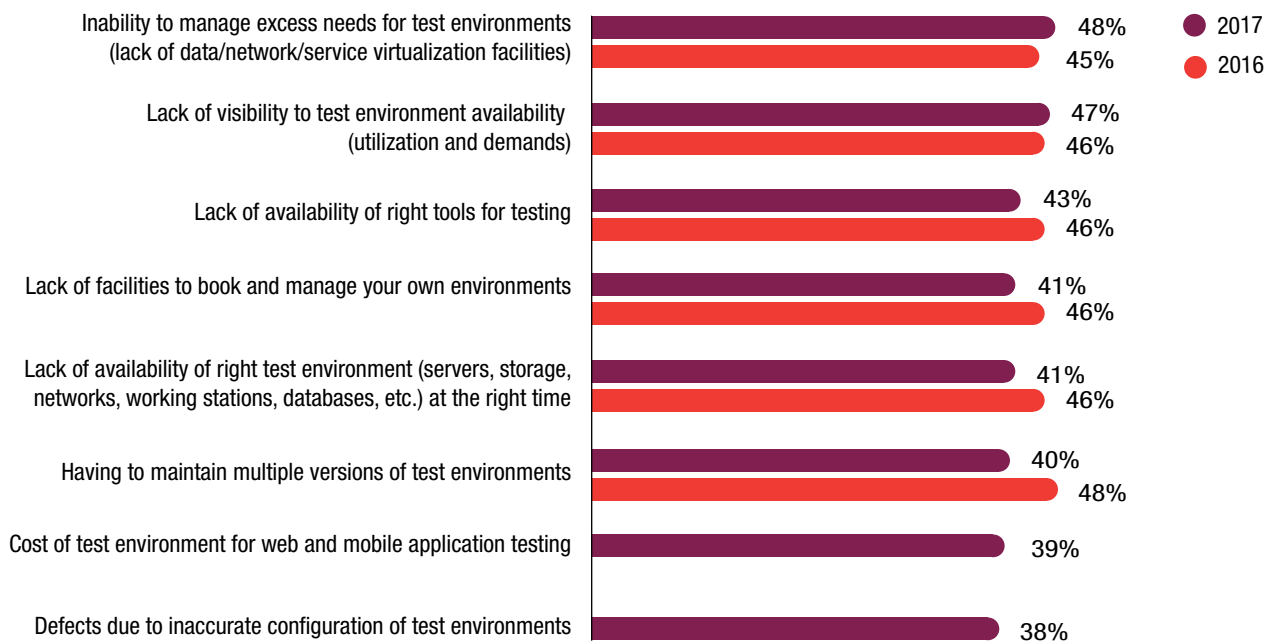 Inability to manage excess needs for test environments
(lack of data/network/service virtualization facilities)
48%
45%
2017
2016
Lack of visibility to test environment availability
(utilization and demands)
47%
46%
Lack of availability of right tools for testing
43%
46%
Lack of facilities to book and manage your own environments
41%
46%
Lack of availability of right test environment (servers, storage,
networks, working stations, databases, etc.) at the right time
41%
46%
Having to maintain multiple versions of test environments
40%
48%
Cost of test environment for web and mobile application testing
39%
Defects due to inaccurate configuration of test environments
38%